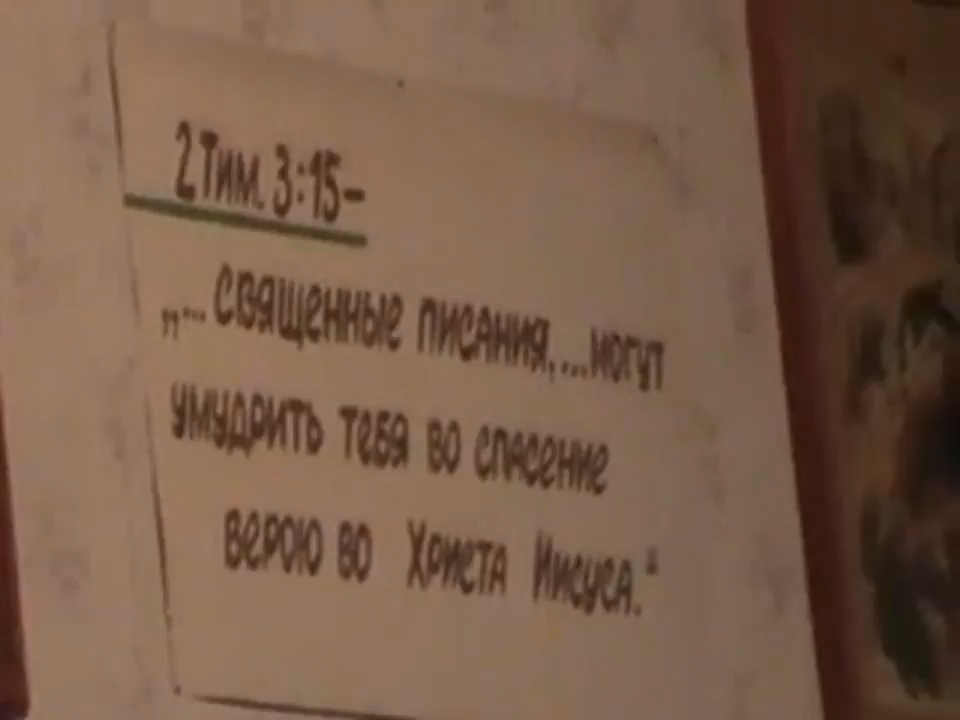 2 Тим. 3:15–
„... священные писания, ...могут
умудрить тебя во спасение
верою во Христа Иисуса."